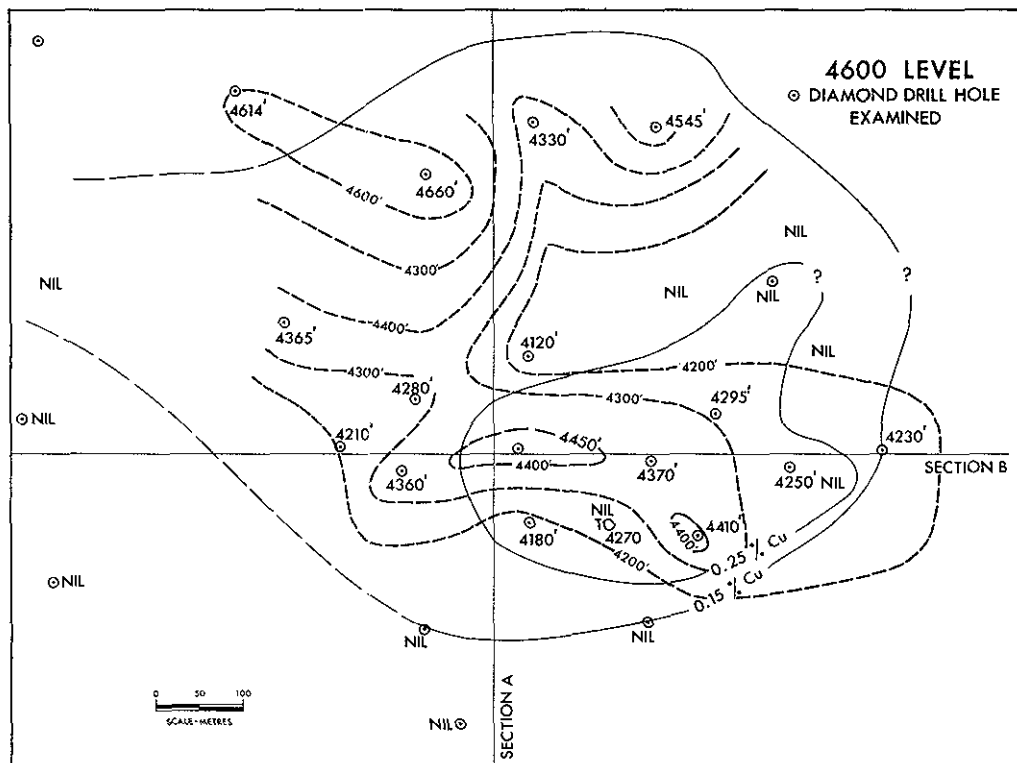 4600 LEVEL
⊙ DIAMOND DRILL HOLE
EXAMINED
4614'
4330'
4545'
4660'
4600'
NIL
4300'
NIL
NIL
NIL
?
?
4400'
4365'
4120'
NIL
4300'
4200'
4280'
4300'
4295'
NIL
4210'
4450'
4230'
4400'
SECTION B
4360'
4370'
4250'
NIL
NIL
TO
4270
4180'
4410'
4400'
4200'
0.25 % Cu
0.15 % Cu
NIL
NIL
NIL
NIL
SECTION A
0 50 100
SCALE-METRES